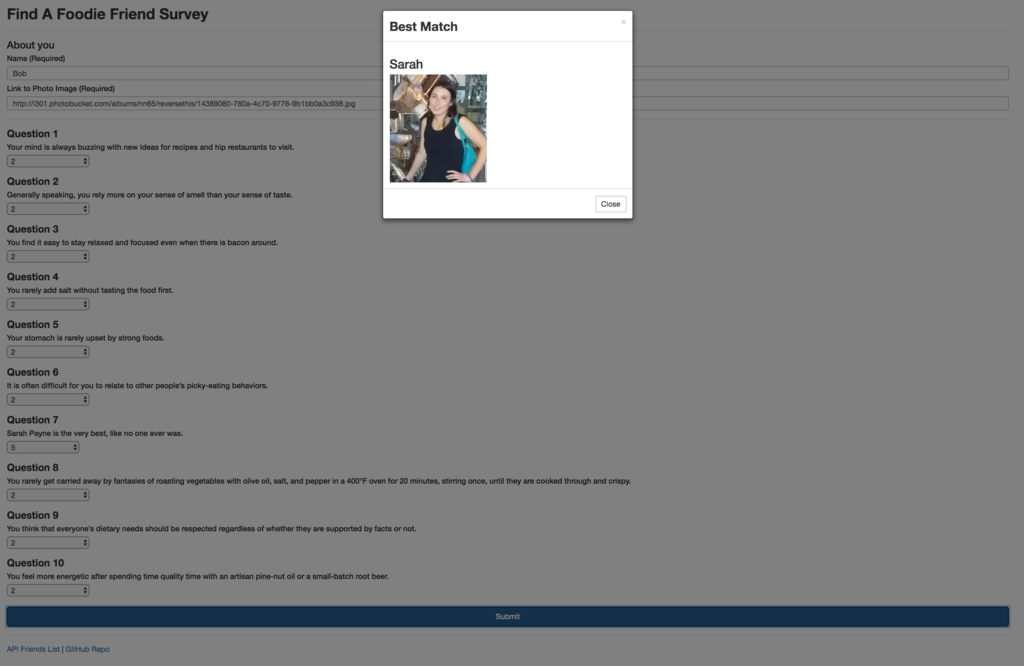 Find A Foodie Friend Survey
About you
Name (Required)
Bob
Link to Photo Image (Required)
http://i301.photobucket.com/albums/nn65/reversethis/14389080-760a-4c70-9776-9b1bb0a3c938.jpg
Question 1
Your mind is always buzzing with new ideas for recipes and hip restaurants to visit.
2
Question 2
Generally speaking, you rely more on your sense of smell than your sense of taste.
2
Question 3
You find it easy to stay relaxed and focused even when there is bacon around.
2
Question 4
You rarely add salt without tasting the food first.
2
Question 5
Your stomach is rarely upset by strong foods.
2
Question 6
It is often difficult for you to relate to other people's picky-eating behaviors.
2
Question 7
Sarah Payne is the very best, like no one ever was.
5
Question 8
You rarely get carried away by fantasies of roasting vegetables with olive oil, salt, and pepper in a 400°F oven for 20 minutes, stirring once, until they are cooked through and crispy.
2
Question 9
You think that everyone's dietary needs should be respected regardless of whether they are supported by facts or not.
2
Question 10
You feel more energetic after spending time quality time with an artisan pine-nut oil or a small-batch root beer.
2
Submit
API Friends List | GitHub Repo
Best Match
×
Sarah
Close